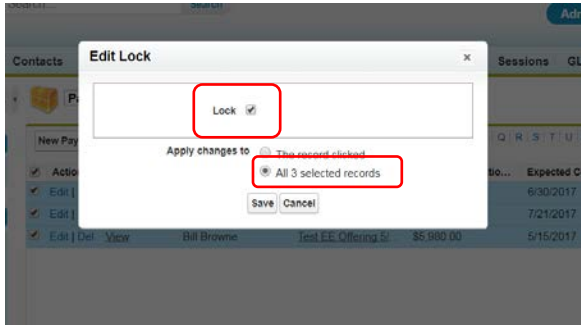 Search...
Search
Edit Lock
×
Contacts
Sessions
Lock
New Pay
Apply changes to
The record clicked
All 3 selected records
Q R S T U
Actio
Expected C
Edit |
6/30/2017
Save
Cancel
Edit |
7/21/2017
Edit | Del
View
Bill Browne
Test EE Offering 5/
$5,980.00
5/15/2017